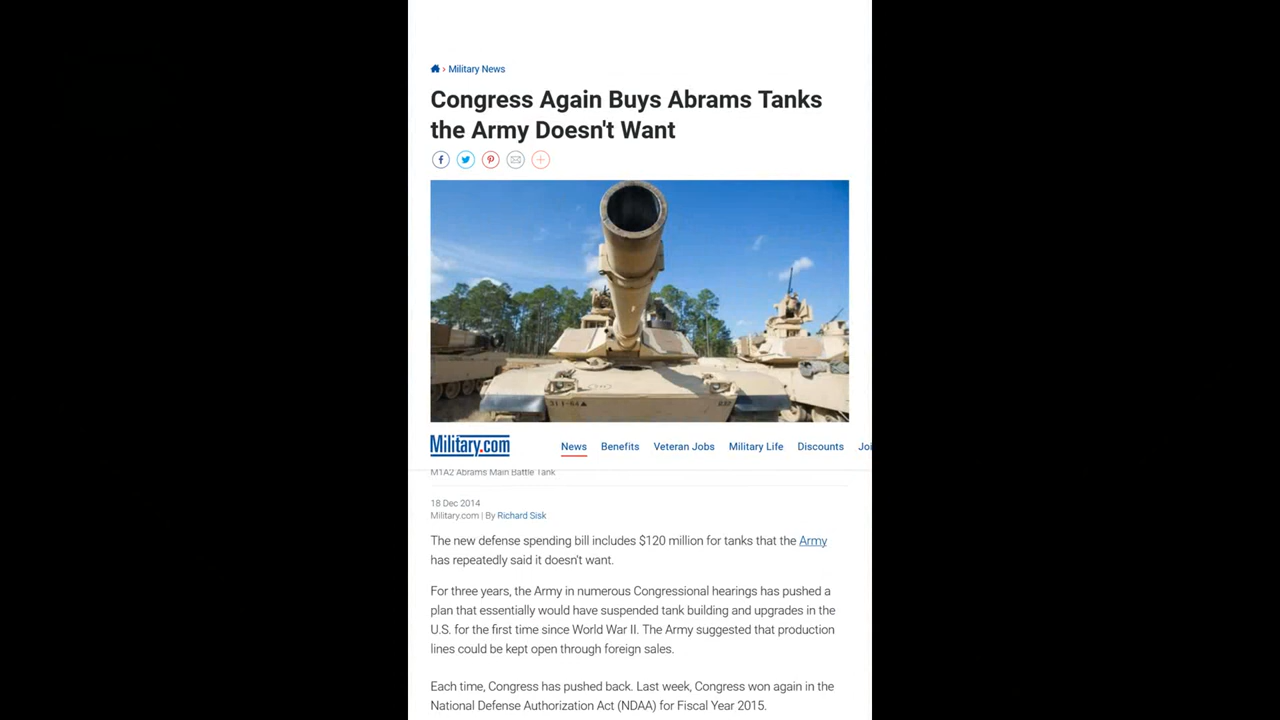 Military News
Congress Again Buys Abrams Tanks
the Army Doesn't Want
Military.com
News Benefits Veteran Jobs Military Life Discounts Joi
M1A2 Abrams Main Battle Tank
18 Dec 2014
Military.com | By Richard Sisk
The new defense spending bill includes $120 million for tanks that the Army
has repeatedly said it doesn't want.
For three years, the Army in numerous Congressional hearings has pushed a
plan that essentially would have suspended tank building and upgrades in the
U.S. for the first time since World War II. The Army suggested that production
lines could be kept open through foreign sales.
Each time, Congress has pushed back. Last week, Congress won again in the
National Defense Authorization Act (NDAA) for Fiscal Year 2015.